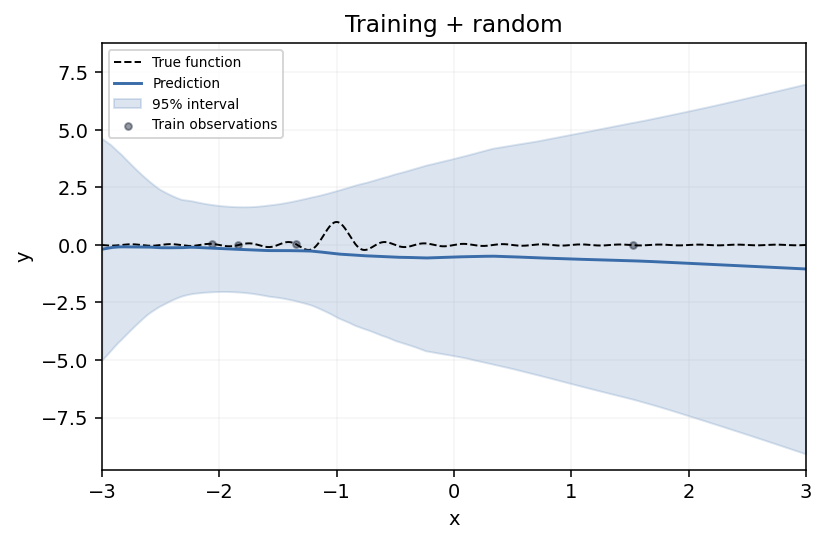 Training + random
True function
Prediction
95% interval
Train observations
7.5
5.0
2.5
0.0
−2.5
−5.0
−7.5
y
−3
−2
−1
0
1
2
3
x